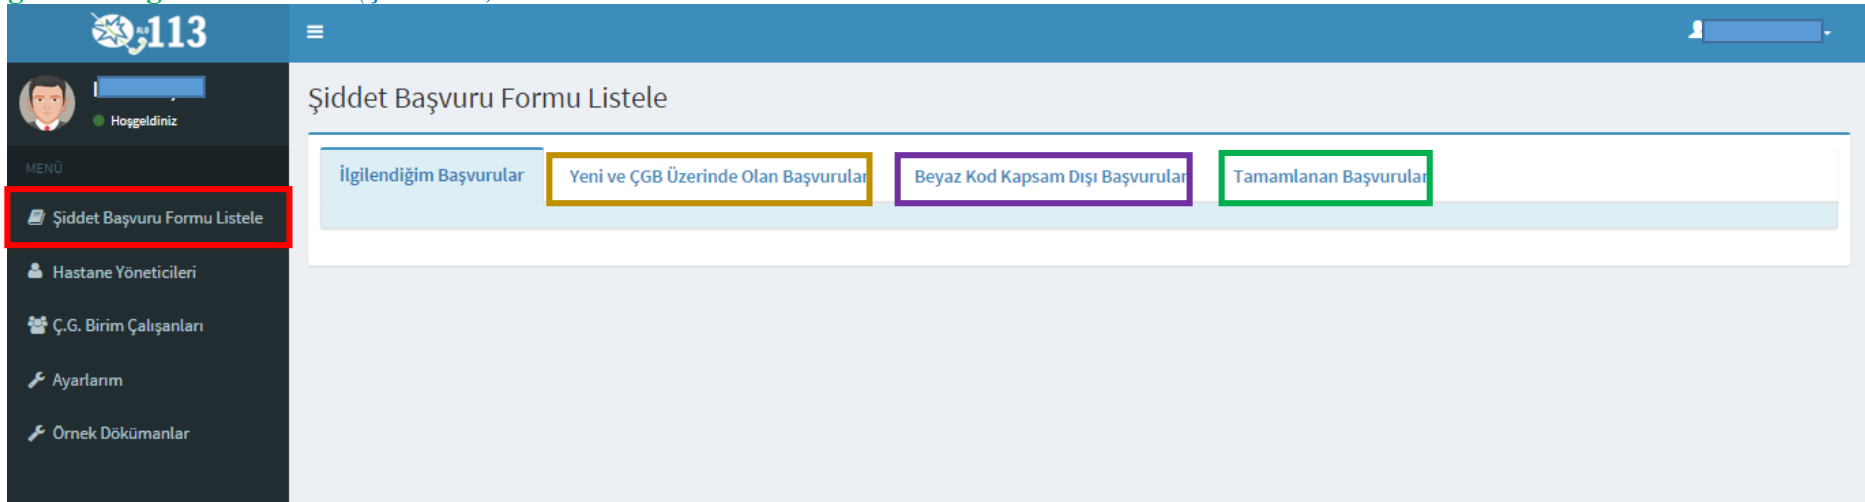 ALO 113
Hoşgeldiniz
MENÜ
Şiddet Başvuru Formu Listele
Hastane Yöneticileri
Ç.G. Birim Çalışanları
Ayarlarım
Örnek Dökümanlar
Şiddet Başvuru Formu Listele
İlgilendiğim Başvurular
Yeni ve ÇGB Üzerinde Olan Başvurular
Beyaz Kod Kapsam Dışı Başvurular
Tamamlanan Başvurular